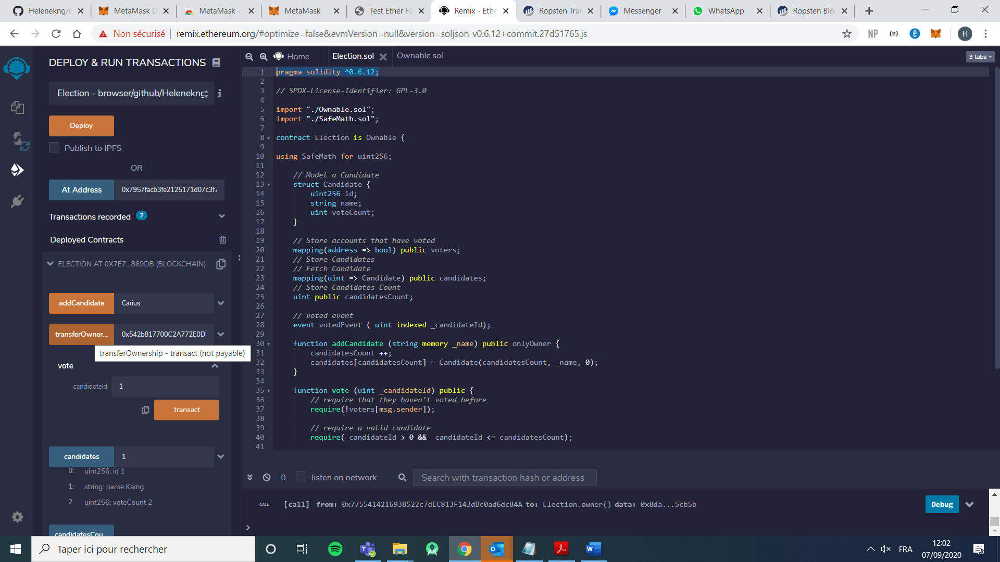 Helenekng/E
MetaMask D
MetaMask -
MetaMask
Test Ether Fa
Remix - Ethe
Ropsten Tra
Messenger
WhatsApp
Ropsten Blo
Non sécurisé
remix.ethereum.org/#optimize=false&evmVersion=null&version=soljson-v0.6.12+commit.27d51765.js
NP
H
DEPLOY & RUN TRANSACTIONS
Election - browser/github/Helenekng
Deploy
Publish to IPFS
OR
At Address
0x7957facb3fe2125171d07c3f7
Transactions recorded 7
Deployed Contracts
ELECTION AT 0X7E7...869DB (BLOCKCHAIN)
addCandidate
Carius
transferOwner...
0x542b817700C2A772E0DI
transferOwnership - transact (not payable)
vote
_candidateId:
1
transact
candidates
1
0: uint256: id 1
1: string: name Kaing
2: uint256: voteCount 2
candidatesCou
Home
Election.sol
Ownable.sol
3 tabs
1 pragma solidity ^0.6.12;
2
3 // SPDX-License-Identifier: GPL-3.0
4
5 import "./Ownable.sol";
6 import "./SafeMath.sol";
7
8 contract Election is Ownable {
9
10 using SafeMath for uint256;
11
12 // Model a Candidate
13 struct Candidate {
14 uint256 id;
15 string name;
16 uint voteCount;
17 }
18
19 // Store accounts that have voted
20 mapping(address => bool) public voters;
21 // Store Candidates
22 // Fetch Candidate
23 mapping(uint => Candidate) public candidates;
24 // Store Candidates Count
25 uint public candidatesCount;
26
27 // voted event
28 event votedEvent ( uint indexed _candidateId);
29
30 function addCandidate (string memory _name) public onlyOwner {
31 candidatesCount ++;
32 candidates[candidatesCount] = Candidate(candidatesCount, _name, 0);
33 }
34
35 function vote (uint _candidateId) public {
36 // require that they haven't voted before
37 require(!voters[msg.sender]);
38
39 // require a valid candidate
40 require(_candidateId > 0 && _candidateId <= candidatesCount);
41
0
listen on network
Search with transaction hash or address
CALL
[call] from: 0x7755414216938522c7dEC813F143dBc0ad6dc84A to: Election.owner() data: 0x8da...5cb5b
Debug
>
Taper ici pour rechercher
FRA
12:02
07/09/2020